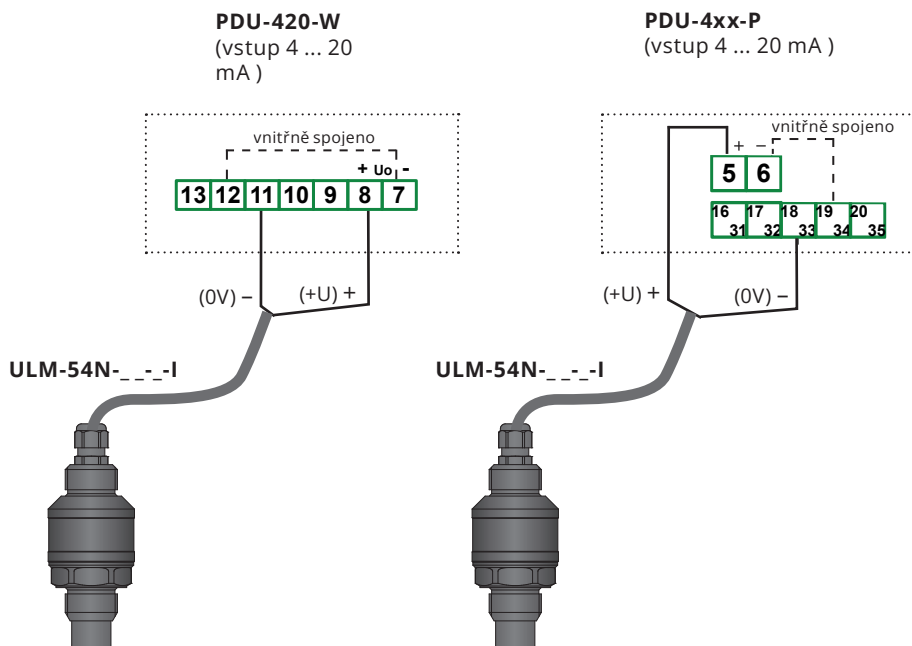 PDU-420-W
(vstup 4 ... 20
mA )
vnitřně spojeno
+ Uo -
13 12 11 10 9 8 7
(0V) –
(+U) +
ULM-54N-_ _-_-I
PDU-4xx-P
(vstup 4 ... 20 mA )
vnitřně spojeno
+ –
5 6
16 17 18 19 20
31 32 33 34 35
(+U) +
(0V) –
ULM-54N-_ _-_-I